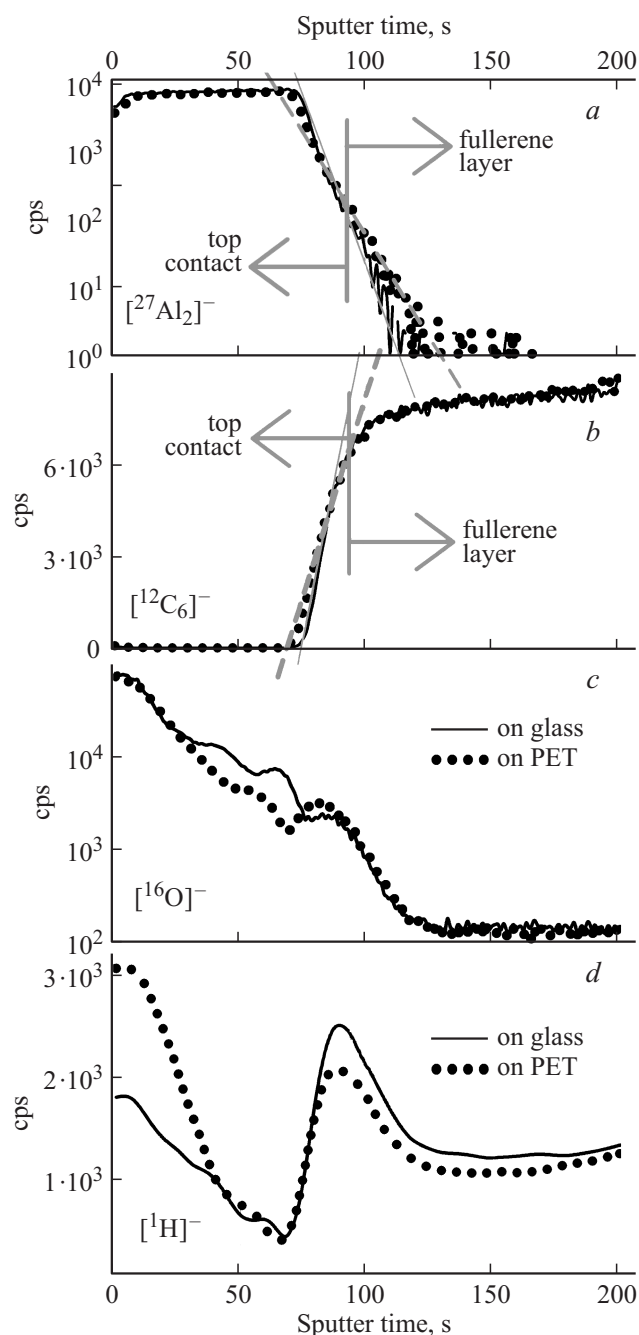 Sputter time, s
0 50 100 150 200
a
10⁴
10³
10²
10¹
10⁰
cps
fullerene
layer
top
contact
[²⁷Al₂]⁻
b
6·10³
3·10³
0
cps
top
contact
fullerene
layer
[¹²C₆]⁻
c
10⁴
10³
10²
cps
on glass
on PET
[¹⁶O]⁻
d
3·10³
2·10³
1·10³
cps
on glass
on PET
[¹H]⁻
0 50 100 150 200
Sputter time, s